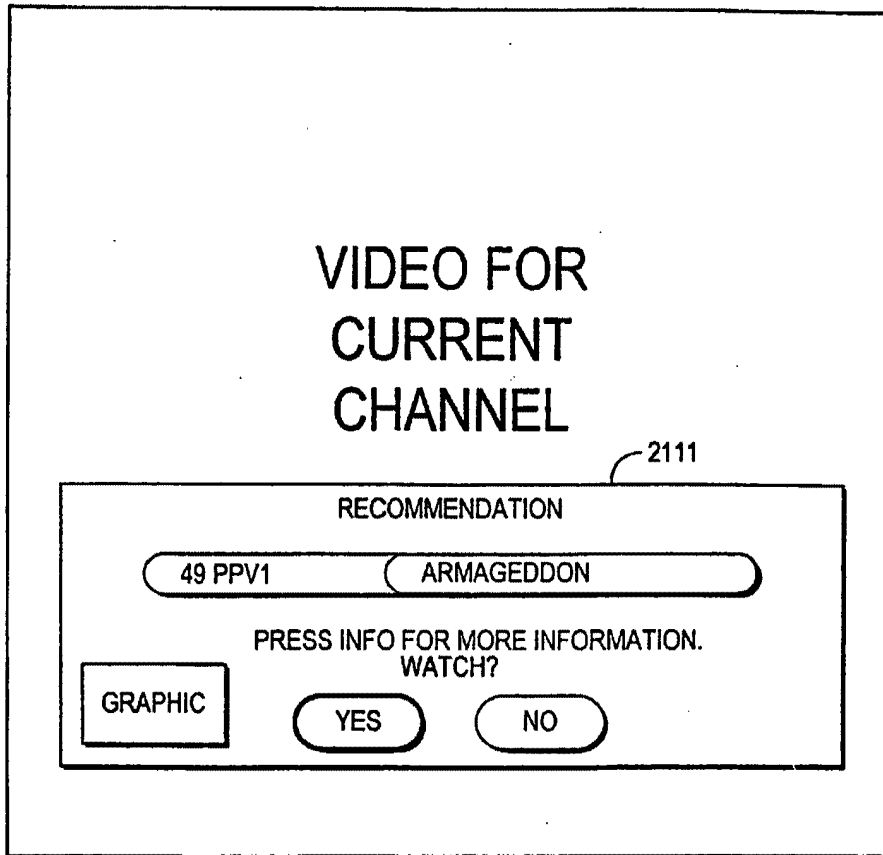 VIDEO FOR
CURRENT
CHANNEL
2111
RECOMMENDATION
49 PPV1 ARMAGEDDON
PRESS INFO FOR MORE INFORMATION.
WATCH?
GRAPHIC
YES NO